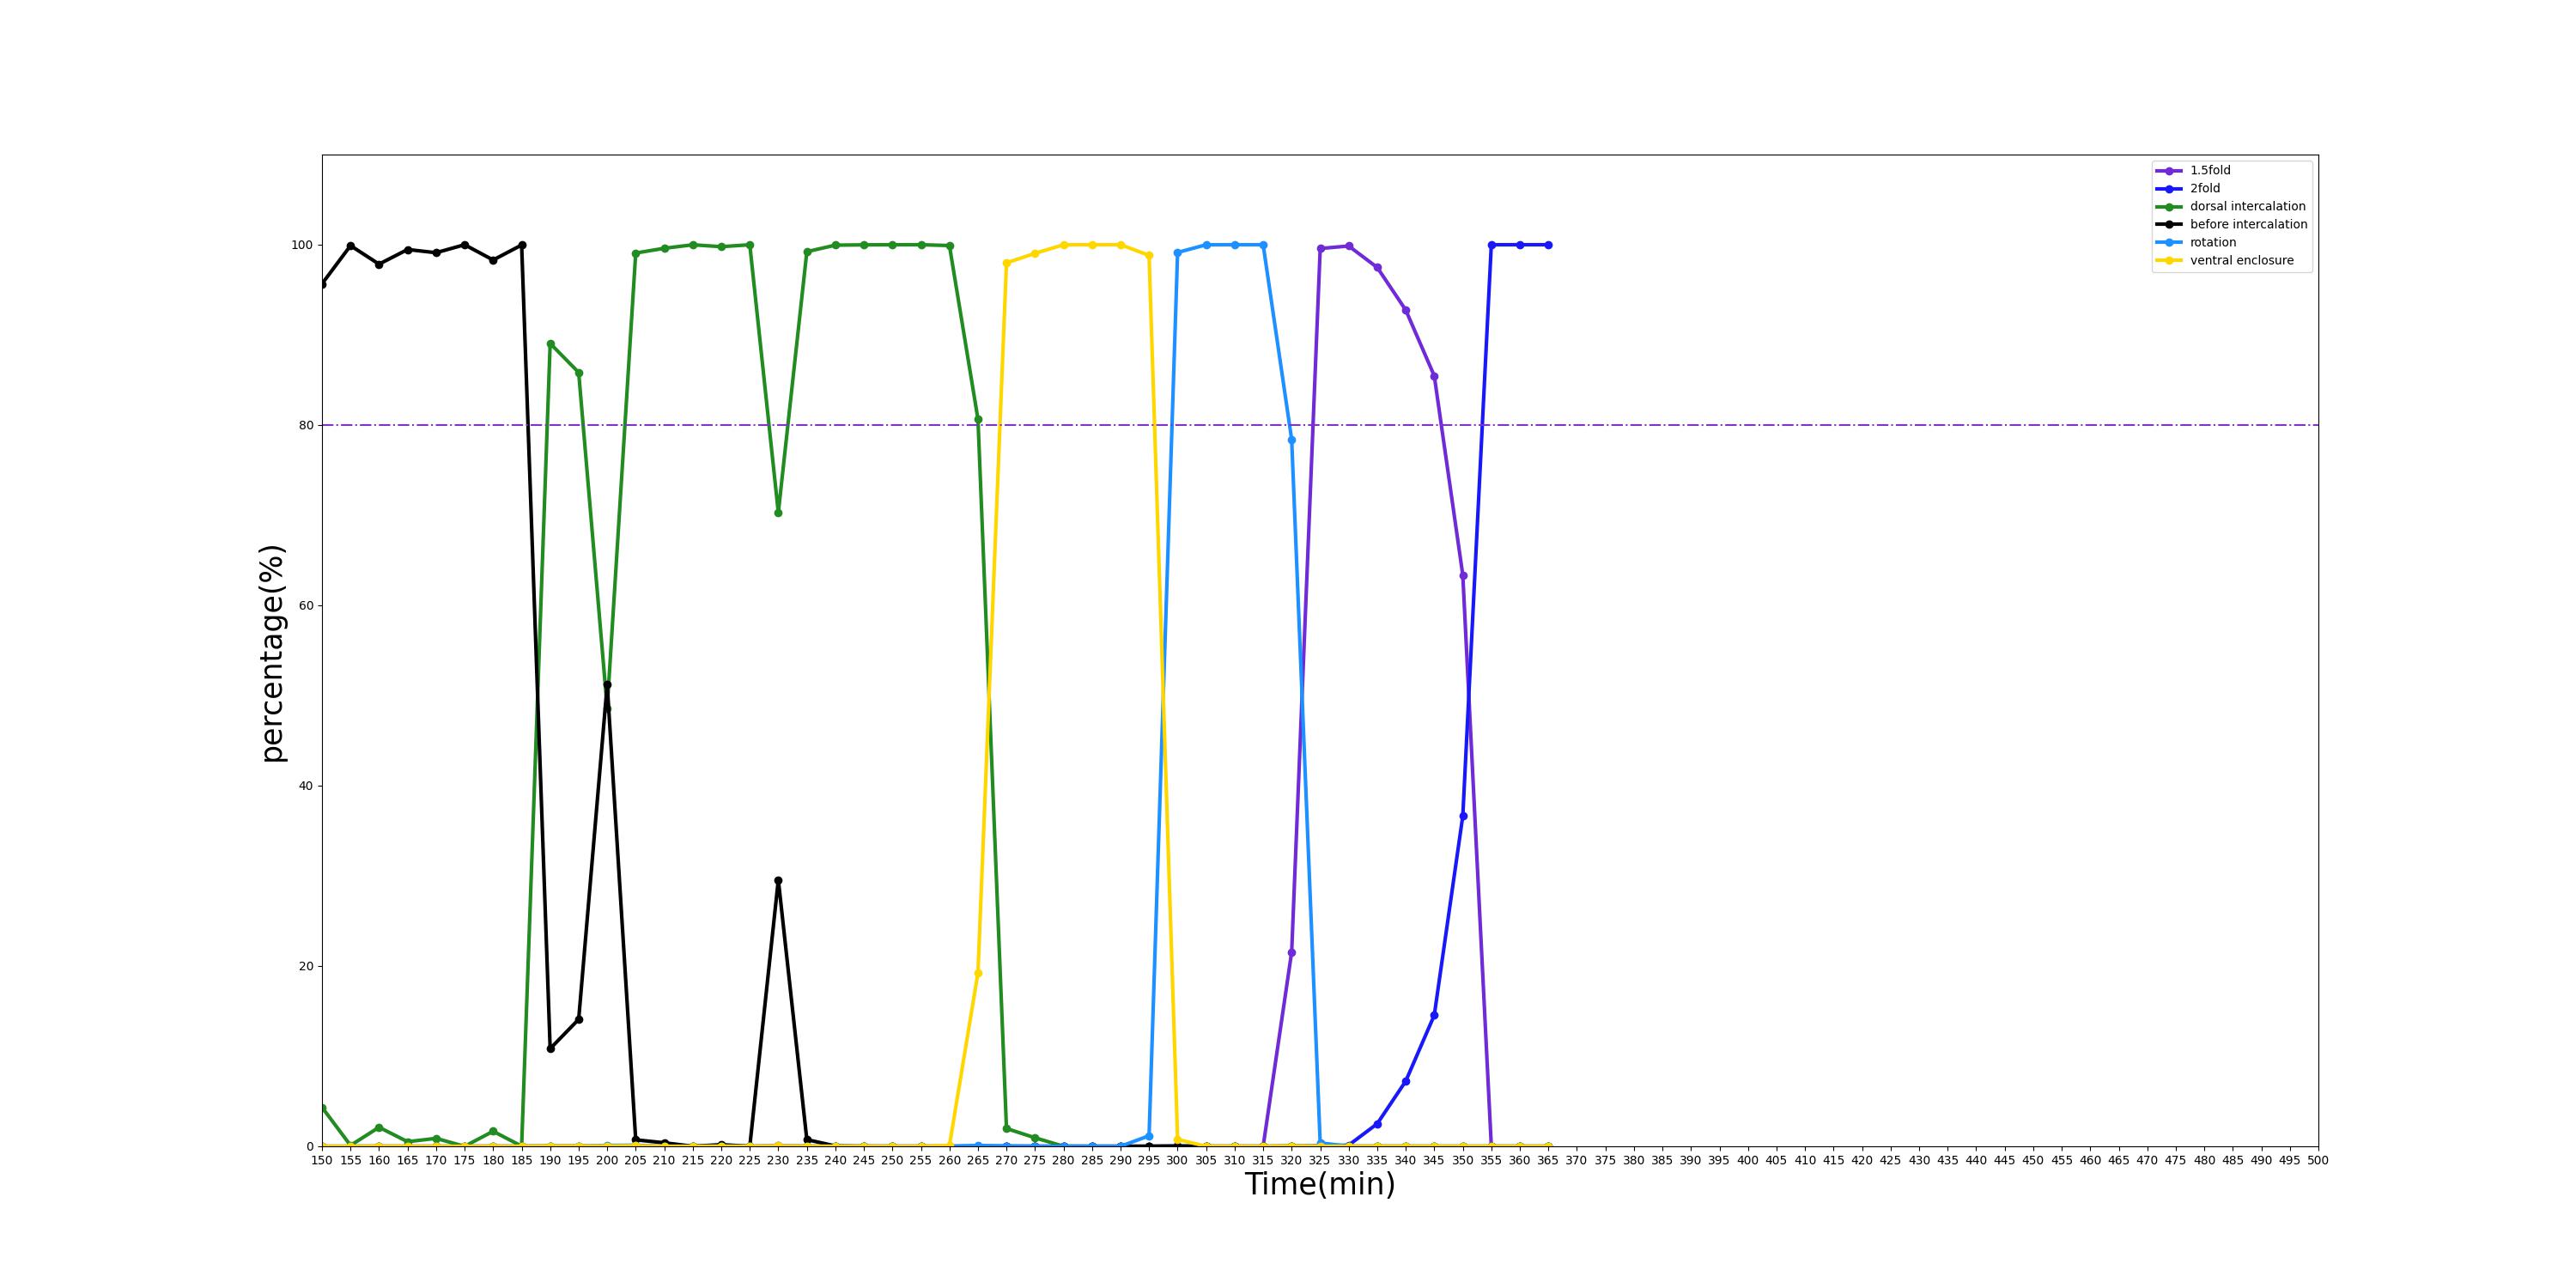 1.5fold
2fold
dorsal intercalation
before intercalation
rotation
ventral enclosure
percentage(%)
100
80
60
40
20
0
150 155 160 165 170 175 180 185 190 195 200 205 210 215 220 225 230 235 240 245 250 255 260 265 270 275 280 285 290 295 300 305 310 315 320 325 330 335 340 345 350 355 360 365 370 375 380 385 390 395 400 405 410 415 420 425 430 435 440 445 450 455 460 465 470 475 480 485 490 495 500
Time(min)